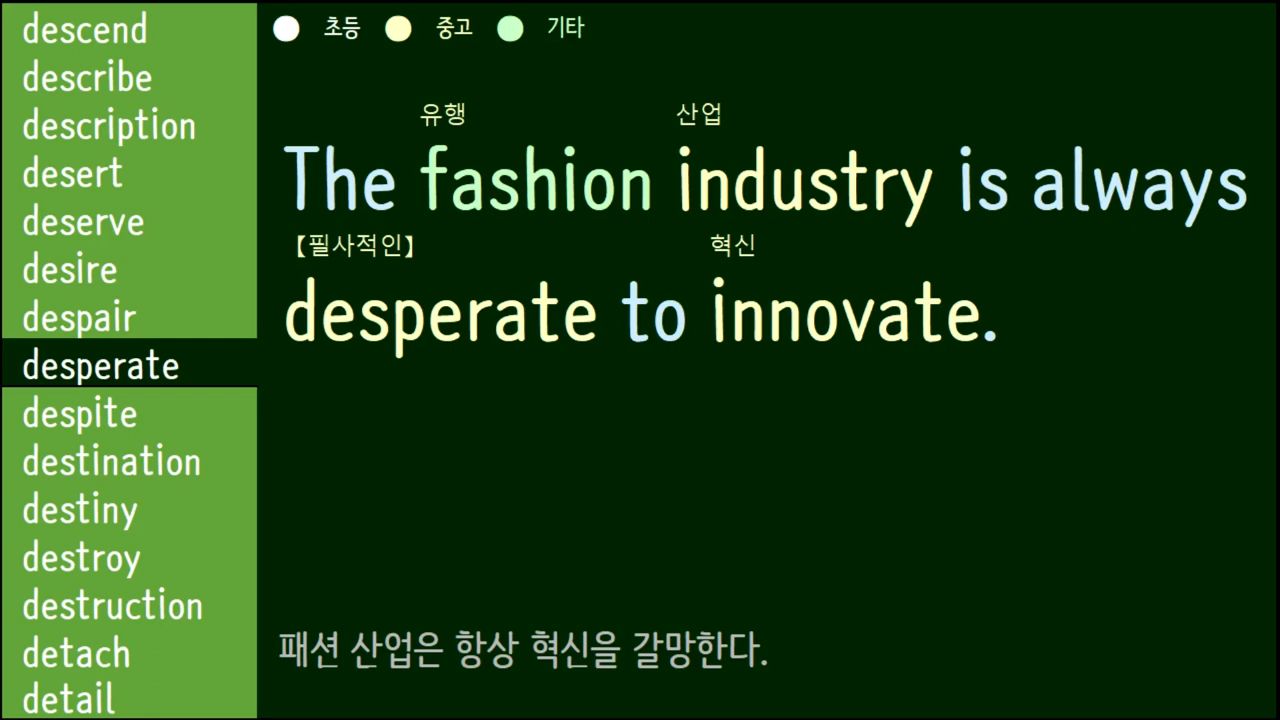 descend
describe
description
desert
deserve
desire
despair
desperate
despite
destination
destiny
destroy
destruction
detach
detail
초등 중고 기타
유행 산업
The fashion industry is always
【필사적인】 혁신
desperate to innovate.
패션 산업은 항상 혁신을 갈망한다.